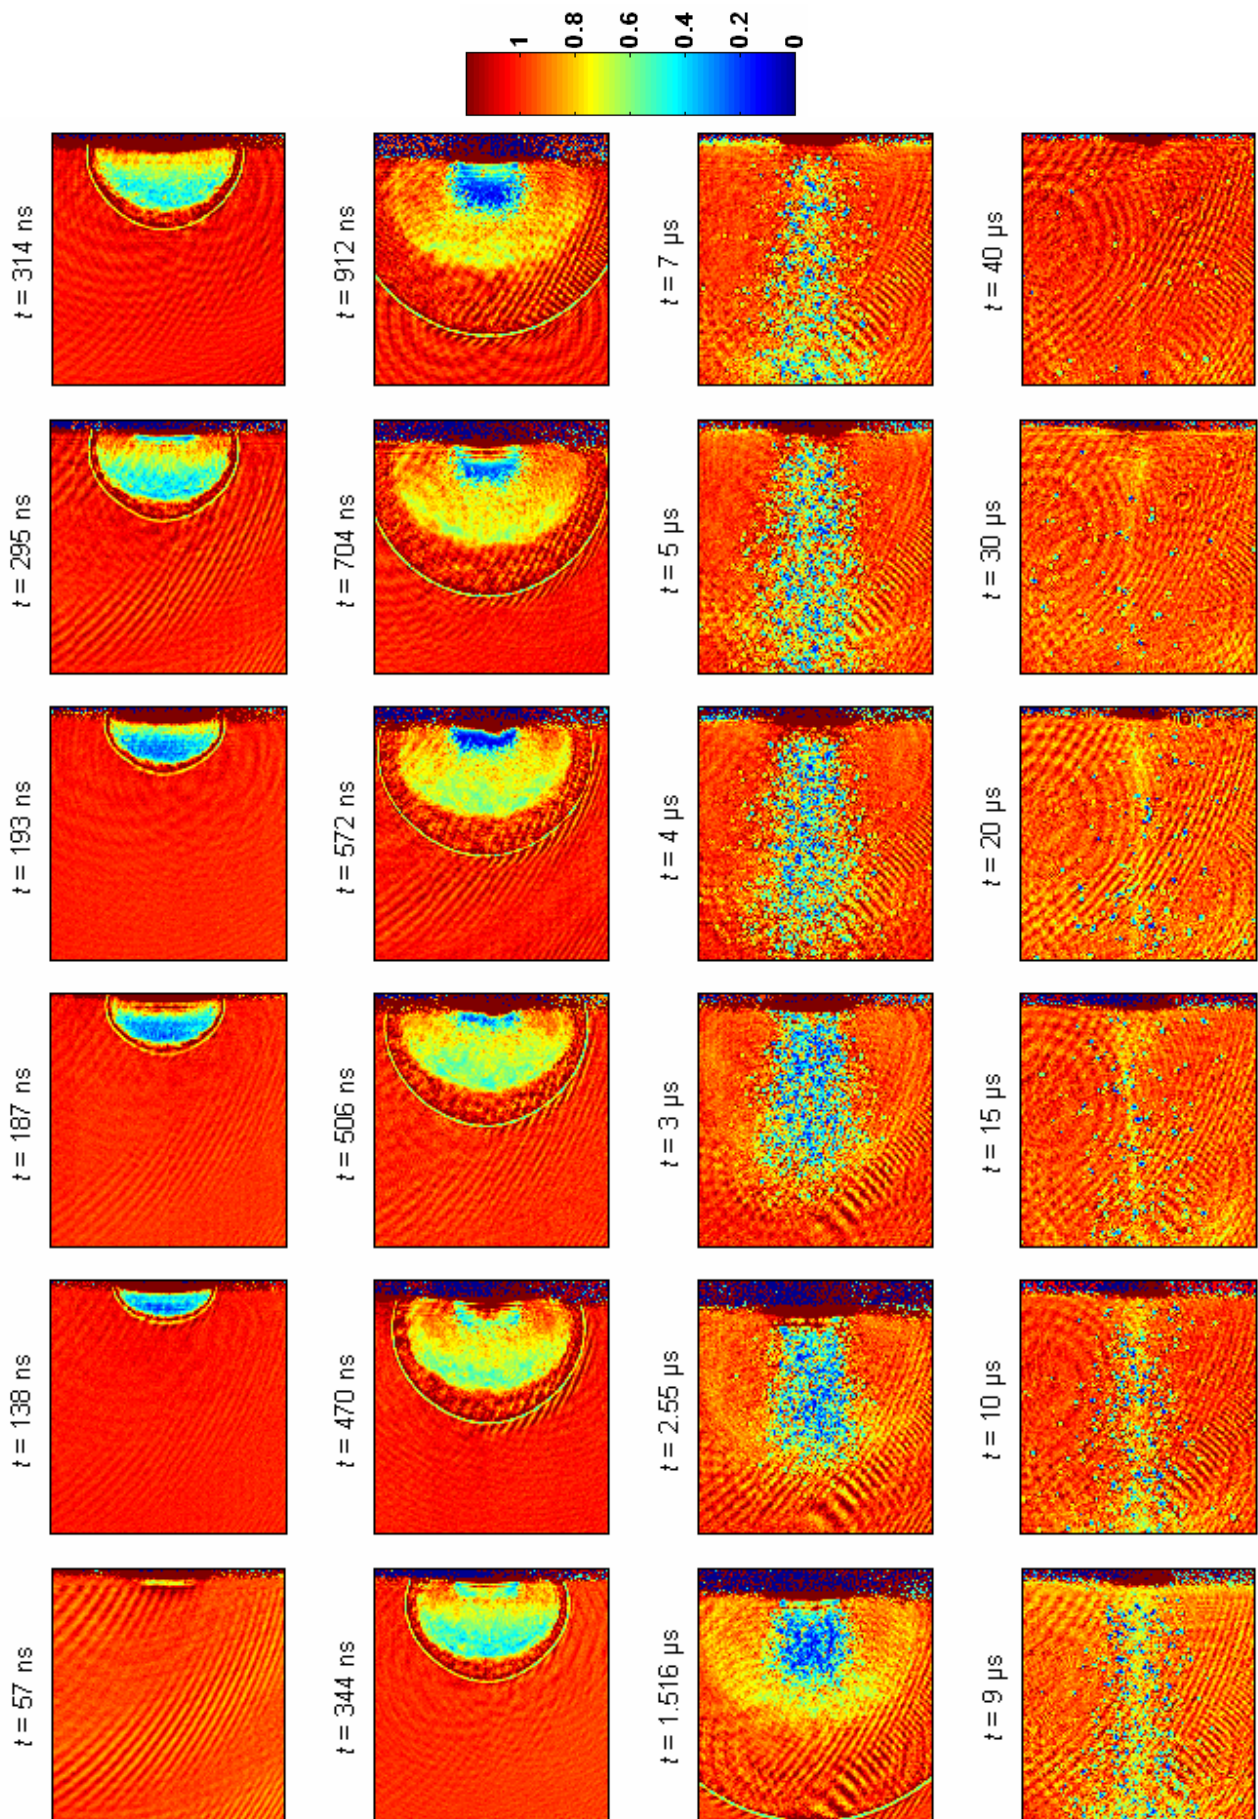 t = 57 ns
t = 138 ns
t = 187 ns
t = 193 ns
t = 295 ns
t = 314 ns
t = 344 ns
t = 470 ns
t = 506 ns
t = 572 ns
t = 704 ns
t = 912 ns
t = 1.516 µs
t = 2.55 µs
t = 3 µs
t = 4 µs
t = 5 µs
t = 7 µs
t = 9 µs
t = 10 µs
t = 15 µs
t = 20 µs
t = 30 µs
t = 40 µs
1
0.8
0.6
0.4
0.2
0